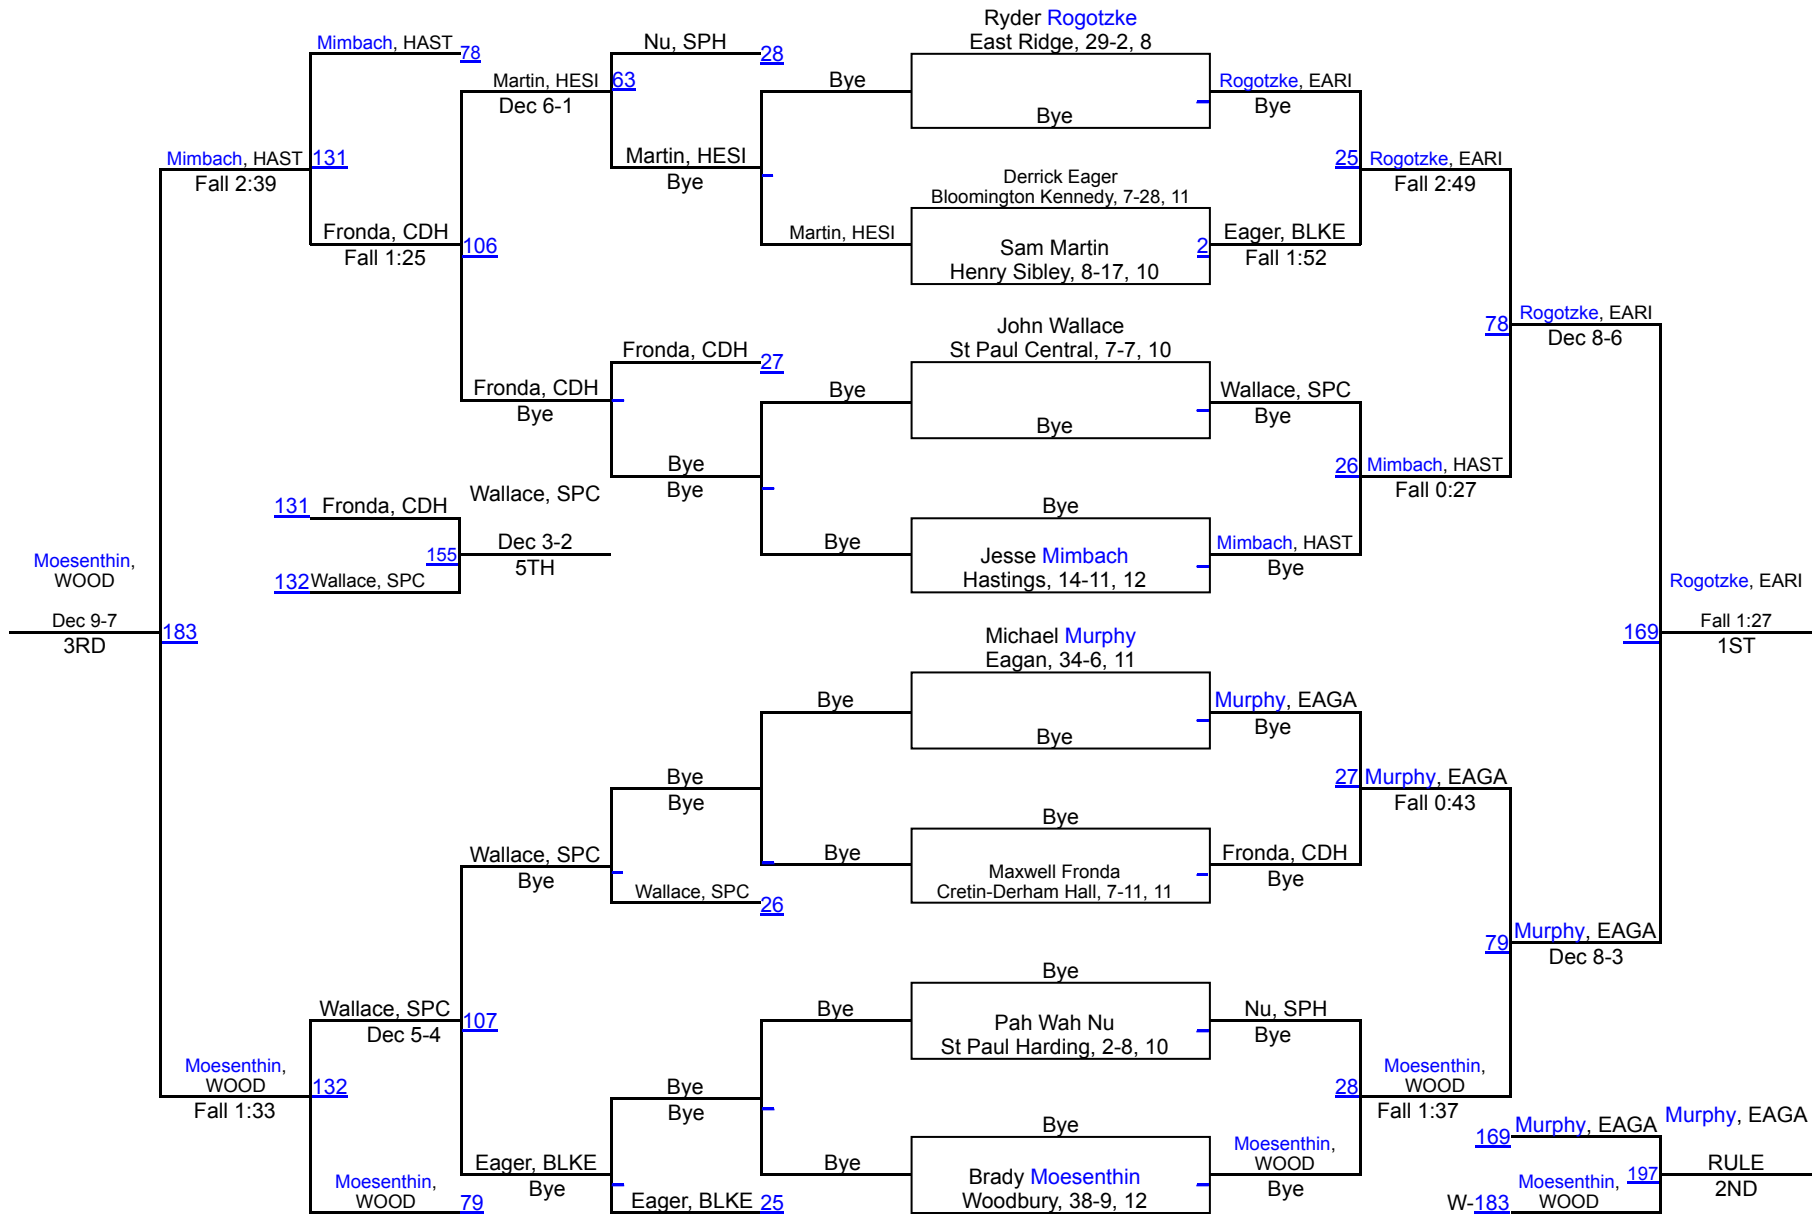 Ryder Rogotzke
East Ridge, 29-2, 8
Bye
Derrick Eager
Bloomington Kennedy, 7-28, 11
Sam Martin
Henry Sibley, 8-17, 10
John Wallace
St Paul Central, 7-7, 10
Bye
Bye
Jesse Mimbach
Hastings, 14-11, 12
Michael Murphy
Eagan, 34-6, 11
Bye
Bye
Maxwell Fronda
Cretin-Derham Hall, 7-11, 11
Bye
Pah Wah Nu
St Paul Harding, 2-8, 10
Bye
Brady Moesenthin
Woodbury, 38-9, 12
Rogotzke, EARI
Bye
2
Eager, BLKE
Fall 1:52
Wallace, SPC
Bye
Mimbach, HAST
Bye
Murphy, EAGA
Bye
Fronda, CDH
Bye
Nu, SPH
Bye
Moesenthin,
WOOD
Bye
25
Rogotzke, EARI
Fall 2:49
26
Mimbach, HAST
Fall 0:27
27
Murphy, EAGA
Fall 0:43
28
Moesenthin,
WOOD
Fall 1:37
78
Rogotzke, EARI
Dec 8-6
79
Murphy, EAGA
Dec 8-3
169
Rogotzke, EARI
Fall 1:27
1ST
169
Murphy, EAGA
W-183
Moesenthin,
WOOD
197
Murphy, EAGA
RULE
2ND
Bye
Martin, HESI
Bye
Bye
Bye
Bye
Bye
Bye
Nu, SPH
28
Martin, HESI
Bye
Fronda, CDH
27
Bye
Bye
Bye
Bye
Wallace, SPC
26
Bye
Bye
Eager, BLKE
25
63
Martin, HESI
Dec 6-1
Fronda, CDH
Bye
Wallace, SPC
Bye
Eager, BLKE
Bye
Mimbach, HAST
78
106
Fronda, CDH
Fall 1:25
107
Wallace, SPC
Dec 5-4
Moesenthin,
WOOD
79
131
Mimbach, HAST
Fall 2:39
132
Moesenthin,
WOOD
Fall 1:33
131
Fronda, CDH
132
Wallace, SPC
155
Wallace, SPC
Dec 3-2
5TH
183
Moesenthin,
WOOD
Dec 9-7
3RD